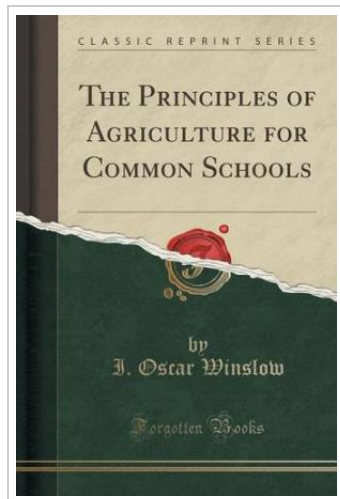 CLASSIC REPRINT SERIES
THE PRINCIPLES OF
AGRICULTURE FOR
COMMON SCHOOLS
by
I. Oscar Winslow
Forgotten Books